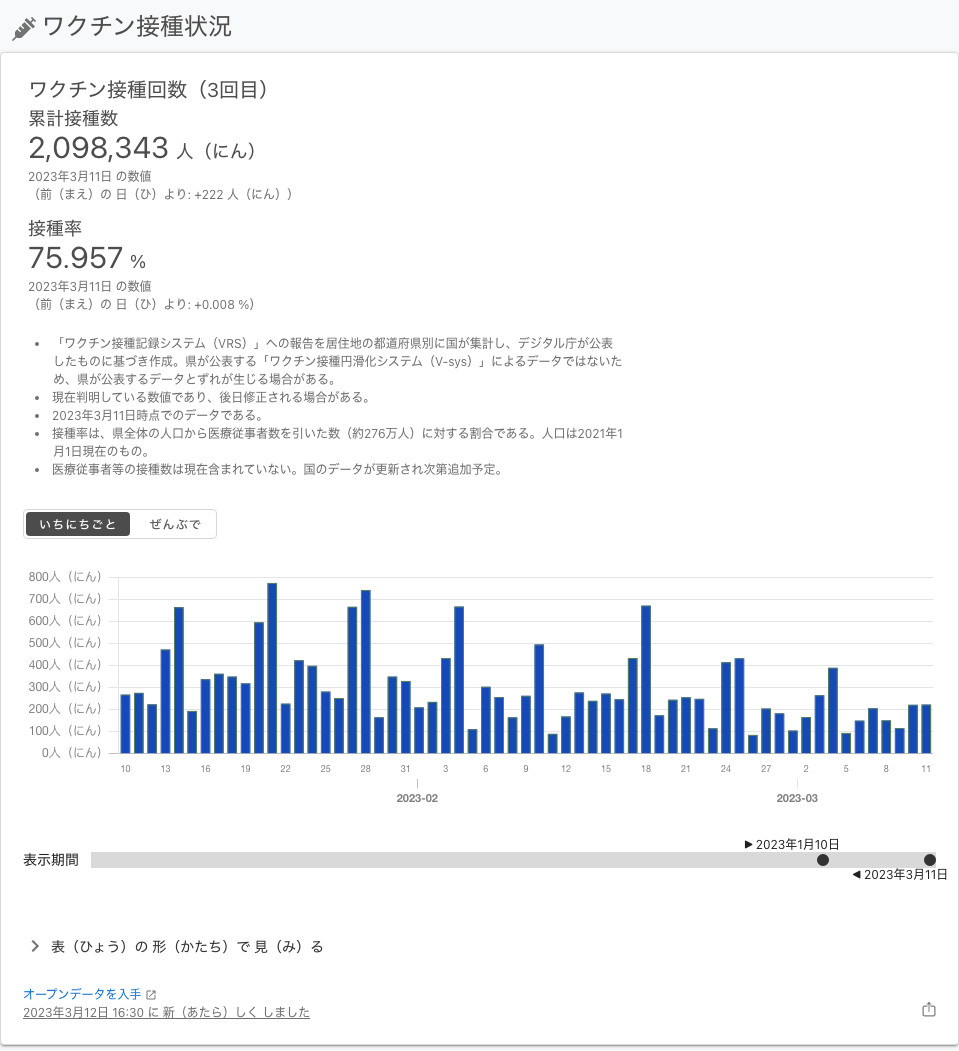 ワクチン接種状況
ワクチン接種回数（3回目）
累計接種数
2,098,343 人（にん）
2023年3月11日 の数値
（前（まえ）の 日（ひ）より: +222 人（にん））
接種率
75.957 %
2023年3月11日 の数値
（前（まえ）の 日（ひ）より: +0.008 %）
• 「ワクチン接種記録システム（VRS）」への報告を居住地の都道府県別に国が集計し、デジタル庁が公表
したものに基づき作成。県が公表する「ワクチン接種円滑化システム（V-sys）」によるデータではないた
め、県が公表するデータとずれが生じる場合がある。
• 現在判明している数値であり、後日修正される場合がある。
• 2023年3月11日時点でのデータである。
• 接種率は、県全体の人口から医療従事者数を引いた数（約276万人）に対する割合である。人口は2021年1
月1日現在のもの。
• 医療従事者等の接種数は現在含まれていない。国のデータが更新され次第追加予定。
いちにちごと ぜんぶで
800人（にん）
700人（にん）
600人（にん）
500人（にん）
400人（にん）
300人（にん）
200人（にん）
100人（にん）
0人（にん）
10 13 16 19 22 25 28 31 3 6 9 12 15 18 21 24 27 2 5 8 11
2023-02 2023-03
▶ 2023年1月10日
表示期間
◀ 2023年3月11日
表（ひょう）の 形（かたち）で 見（み）る
オープンデータを入手
2023年3月12日 16:30 に 新（あたら）しく しました